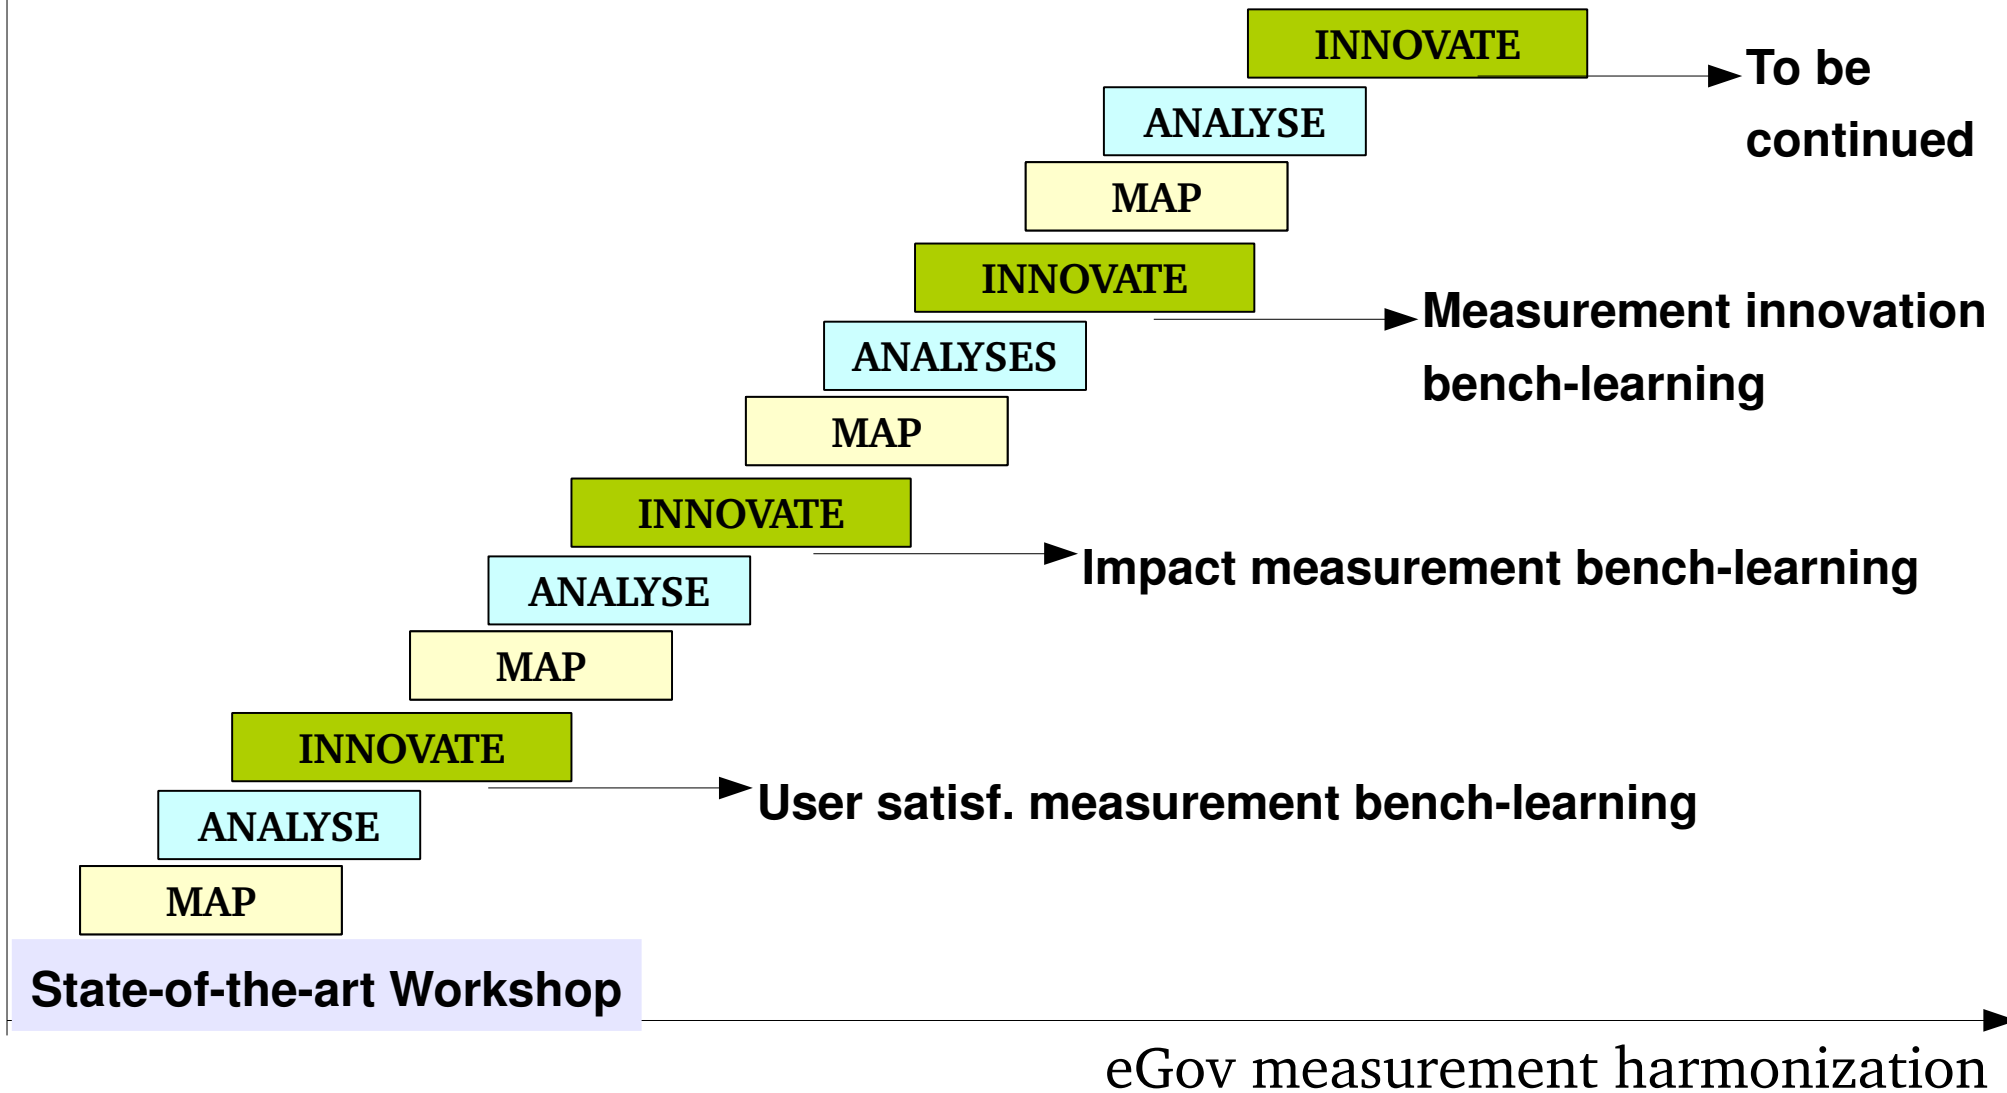 INNOVATE
To be
continued
ANALYSE
MAP
INNOVATE
Measurement innovation
bench-learning
ANALYSES
MAP
INNOVATE
Impact measurement bench-learning
ANALYSE
MAP
INNOVATE
User satisf. measurement bench-learning
ANALYSE
MAP
State-of-the-art Workshop
eGov measurement harmonization